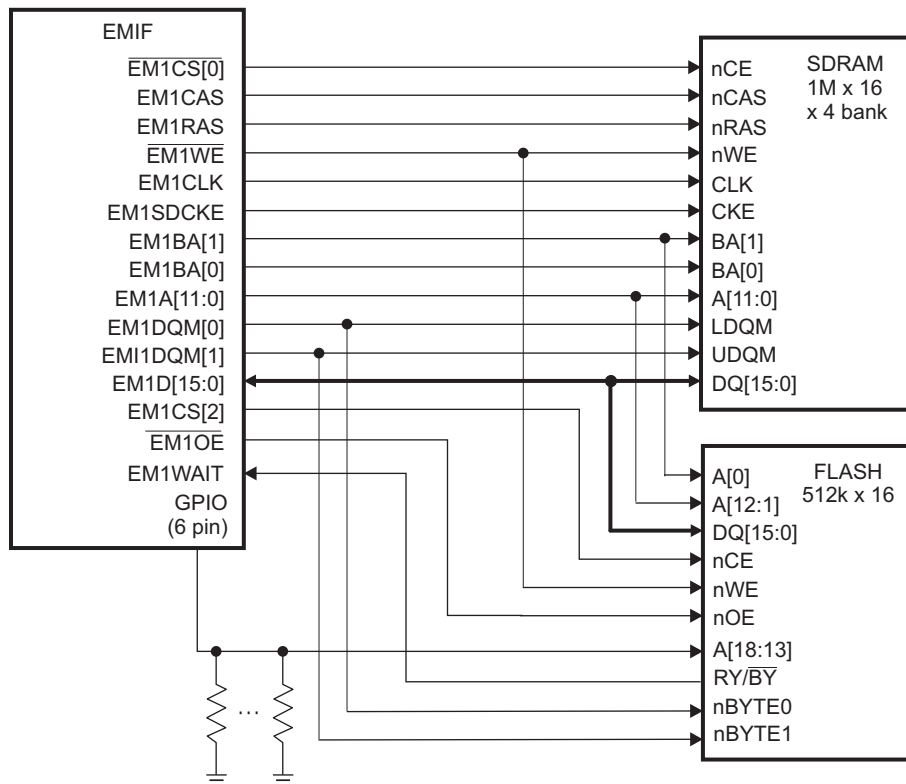 EMIF
EM1CS[0]
EM1CAS
EM1RAS
EM1WE
EM1CLK
EM1SDCKE
EM1BA[1]
EM1BA[0]
EM1A[11:0]
EM1DQM[0]
EMI1DQM[1]
EM1D[15:0]
EM1CS[2]
EM1OE
EM1WAIT
GPIO
(6 pin)
...
SDRAM
1M x 16
x 4 bank
nCE
nCAS
nRAS
nWE
CLK
CKE
BA[1]
BA[0]
A[11:0]
LDQM
UDQM
DQ[15:0]
FLASH
512k x 16
A[0]
A[12:1]
DQ[15:0]
nCE
nWE
nOE
A[18:13]
RY/BY
nBYTE0
nBYTE1